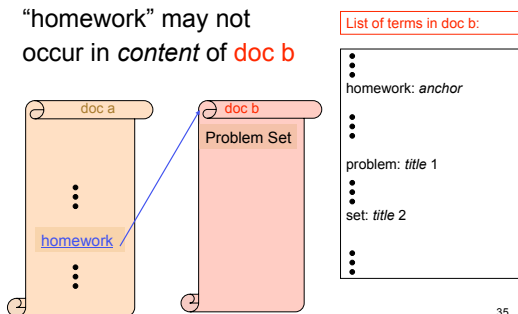 “homework” may not
occur in content of doc b
doc a
homework
doc b
Problem Set
List of terms in doc b:
homework: anchor
problem: title 1
set: title 2
35